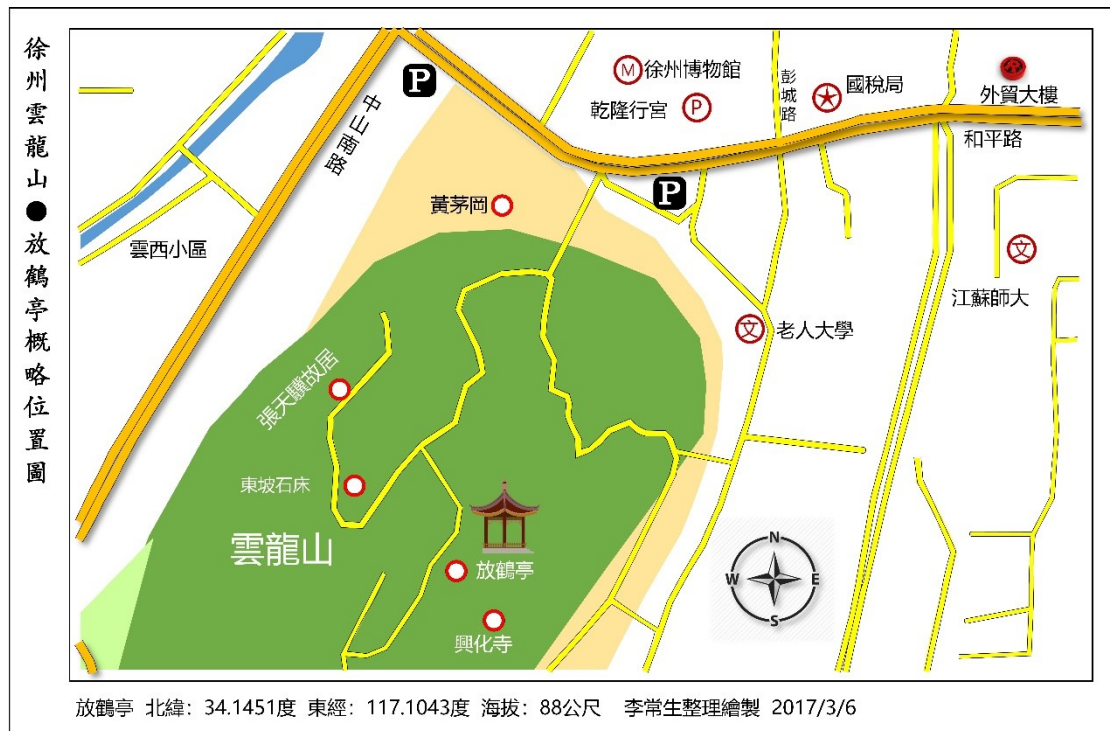 徐州雲龍山●放鶴亭概略位置圖
P
中山南路
M 徐州博物館
乾隆行宮 P
彭城路
國稅局
外貿大樓
和平路
P
黃茅岡
雲西小區
文
江蘇師大
文 老人大學
張天驥故居
東坡石床
雲龍山
放鶴亭
興化寺
N
W E
S
放鶴亭 北緯：34.1451度 東經：117.1043度 海拔：88公尺 李常生整理繪製 2017/3/6